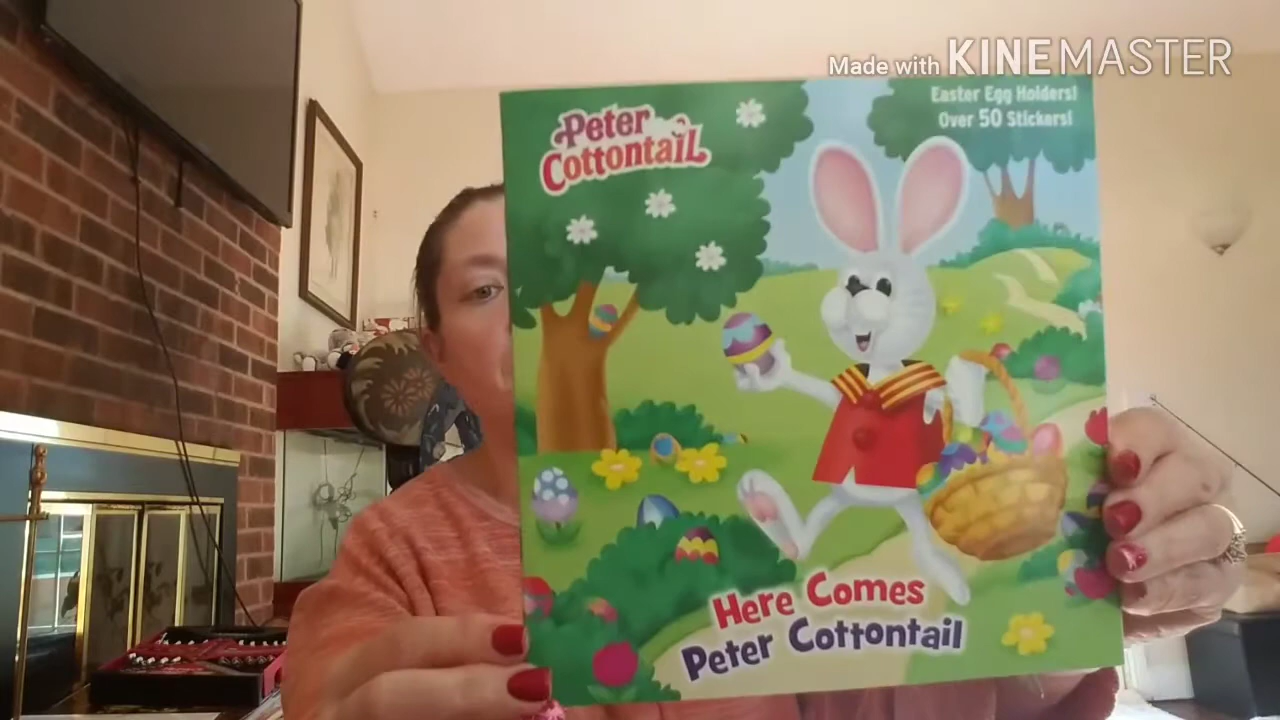 Made with KINEMASTER
Easter Egg Holders!
Over 50 Stickers!
Peter
Cottontail
Here Comes
Peter Cottontail